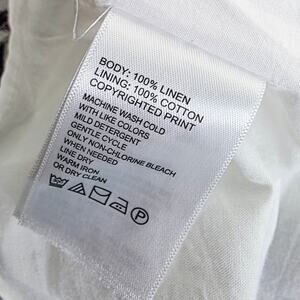 BODY: 100% LINEN
LINING: 100% COTTON
COPYRIGHTED PRINT
MACHINE WASH COLD
WITH LIKE COLORS
MILD DETERGENT
GENTLE CYCLE
ONLY NON-CHLORINE BLEACH
WHEN NEEDED
LINE DRY
WARM IRON
OR DRY CLEAN
P